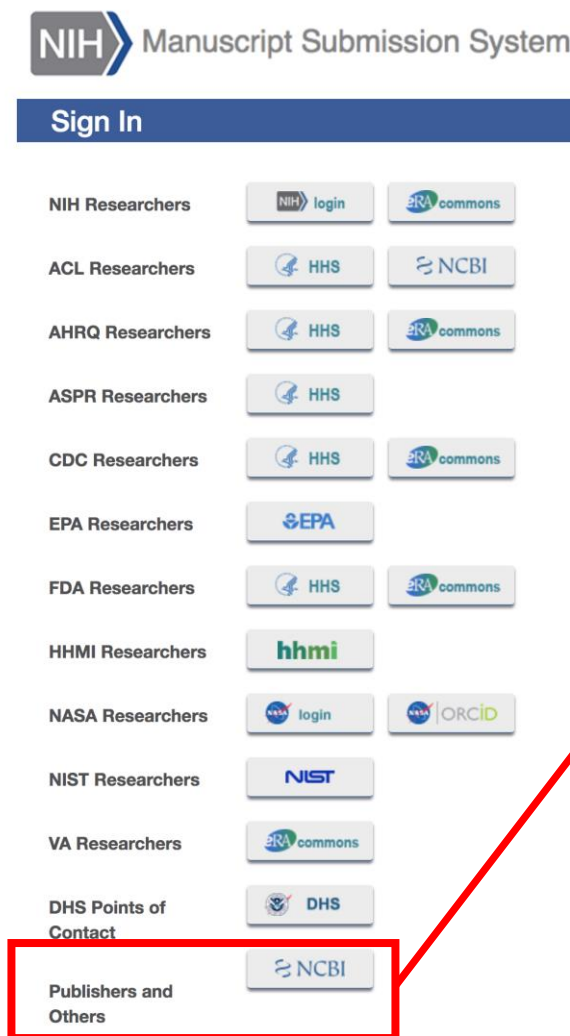 NIH Manuscript Submission System
Sign In
NIH Researchers NIH login eRA commons
ACL Researchers HHS NCBI
AHRQ Researchers HHS eRA commons
ASPR Researchers HHS
CDC Researchers HHS eRA commons
EPA Researchers EPA
FDA Researchers HHS eRA commons
HHMI Researchers hhmi
NASA Researchers NASA login NASA ORCiD
NIST Researchers NIST
VA Researchers eRA commons
DHS Points of DHS
Contact
NCBI
Publishers and
Others